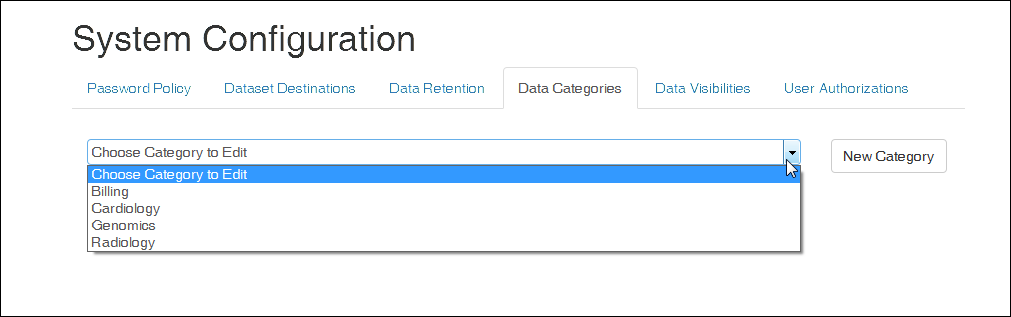 System Configuration
Password Policy Dataset Destinations Data Retention Data Categories Data Visibilities User Authorizations
Choose Category to Edit New Category
Choose Category to Edit
Billing
Cardiology
Genomics
Radiology